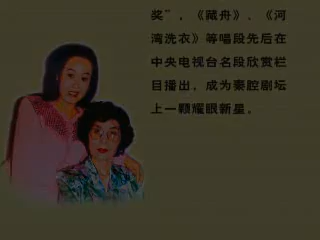 奖”，《藏舟》、《河
湾洗衣》等唱段先后在
中央电视台名段欣赏栏
目播出，成为秦腔剧坛
上一颗耀眼新星。